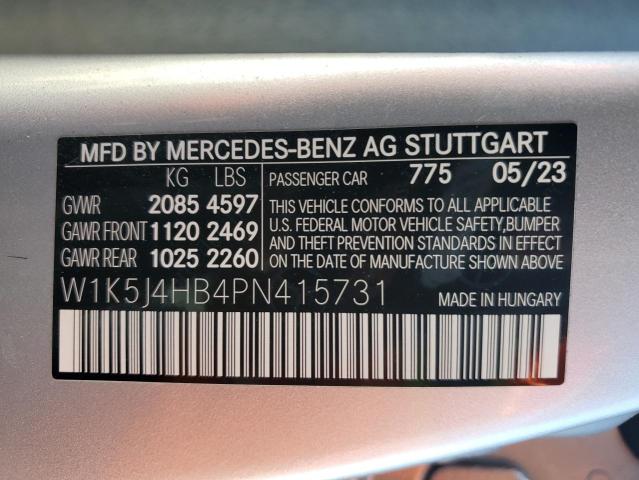 MFD BY MERCEDES-BENZ AG STUTTGART
KG LBS
GVWR 2085 4597
GAWR FRONT 1120 2469
GAWR REAR 1025 2260
PASSENGER CAR 775 05/23
THIS VEHICLE CONFORMS TO ALL APPLICABLE
U.S. FEDERAL MOTOR VEHICLE SAFETY,BUMPER
AND THEFT PREVENTION STANDARDS IN EFFECT
ON THE DATE OF MANUFACTURE SHOWN ABOVE
W1K5J4HB4PN415731 MADE IN HUNGARY